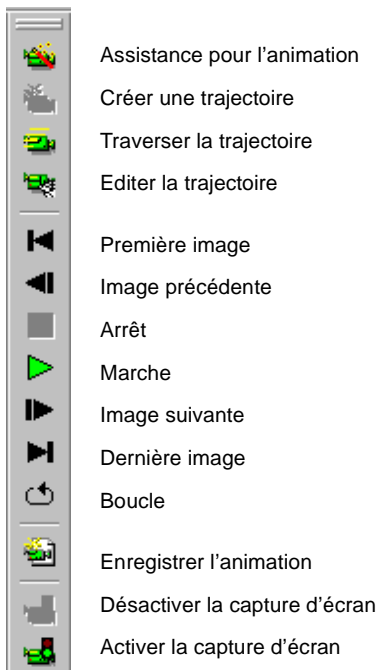 Assistance pour l’animation
Créer une trajectoire
Traverser la trajectoire
Editer la trajectoire
Première image
Image précédente
Arrêt
Marche
Image suivante
Dernière image
Boucle
Enregistrer l’animation
Désactiver la capture d’écran
Activer la capture d’écran